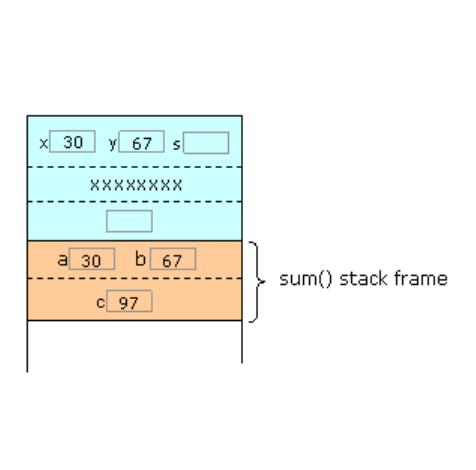 x 30 y 67 s
XXXXXXXX
a 30 b 67
sum() stack frame
c 97